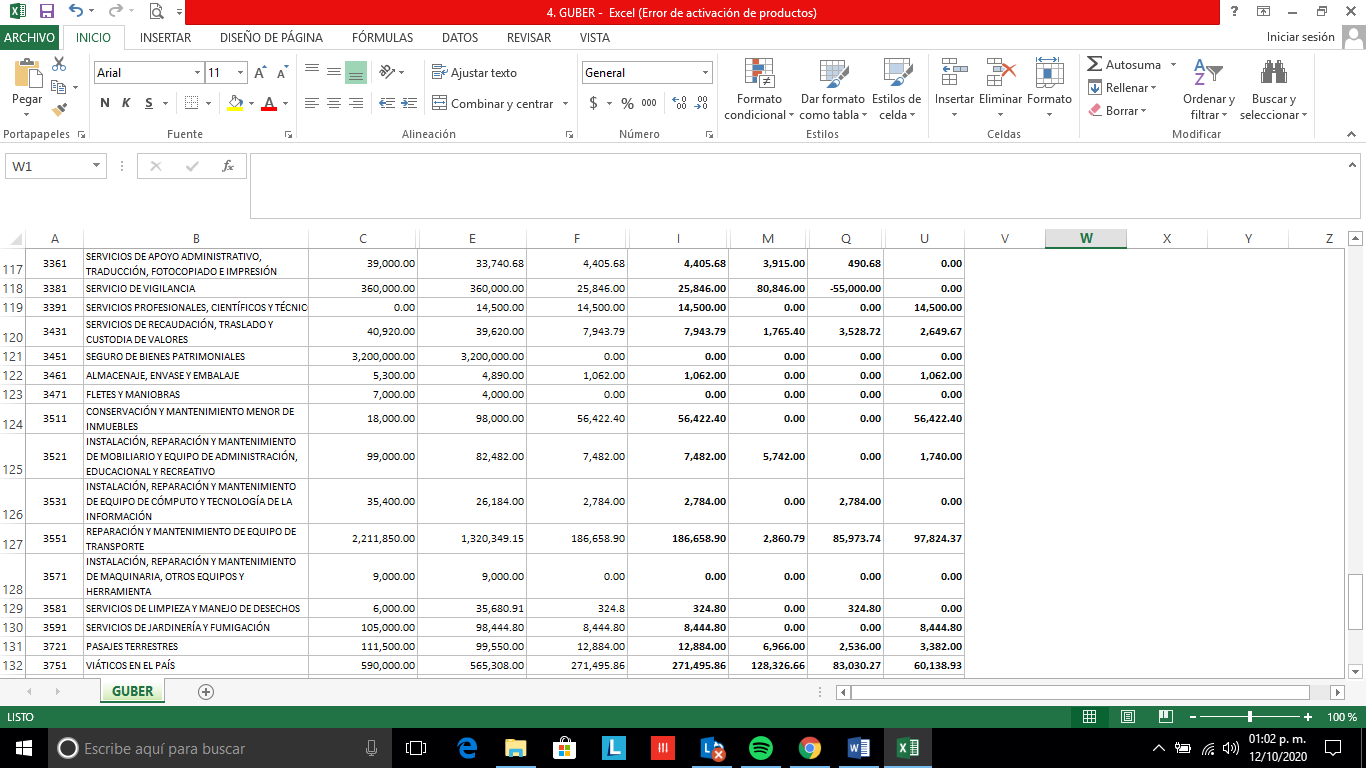 4. GUBER - Excel (Error de activación de productos)
ARCHIVO INICIO INSERTAR DISEÑO DE PÁGINA FÓRMULAS DATOS REVISAR VISTA Iniciar sesión
Pegar
Arial 11
Ajustar texto
General
N K S
Combinar y centrar
$ % 000
Formato condicional
Dar formato como tabla
Estilos de celda
Insertar Eliminar Formato
Autosuma
Rellenar
Borrar
Ordenar y filtrar
Buscar y seleccionar
Portapapeles Fuente Alineación Número Estilos Celdas Modificar
W1 fx
A B C E F I M Q U V W X Y Z
117 3361 SERVICIOS DE APOYO ADMINISTRATIVO, 39,000.00 33,740.68 4,405.68 4,405.68 3,915.00 490.68 0.00
TRADUCCIÓN, FOTOCOPIADO E IMPRESIÓN
118 3381 SERVICIO DE VIGILANCIA 360,000.00 360,000.00 25,846.00 25,846.00 80,846.00 -55,000.00 0.00
119 3391 SERVICIOS PROFESIONALES, CIENTÍFICOS Y TÉCNIC 0.00 14,500.00 14,500.00 14,500.00 0.00 0.00 14,500.00
120 3431 SERVICIOS DE RECAUDACIÓN, TRASLADO Y 40,920.00 39,620.00 7,943.79 7,943.79 1,765.40 3,528.72 2,649.67
CUSTODIA DE VALORES
121 3451 SEGURO DE BIENES PATRIMONIALES 3,200,000.00 3,200,000.00 0.00 0.00 0.00 0.00 0.00
122 3461 ALMACENAJE, ENVASE Y EMBALAJE 5,300.00 4,890.00 1,062.00 1,062.00 0.00 0.00 1,062.00
123 3471 FLETES Y MANIOBRAS 7,000.00 4,000.00 0.00 0.00 0.00 0.00 0.00
124 3511 CONSERVACIÓN Y MANTENIMIENTO MENOR DE 18,000.00 98,000.00 56,422.40 56,422.40 0.00 0.00 56,422.40
INMUEBLES
125 3521 INSTALACIÓN, REPARACIÓN Y MANTENIMIENTO
DE MOBILIARIO Y EQUIPO DE ADMINISTRACIÓN, 99,000.00 82,482.00 7,482.00 7,482.00 5,742.00 0.00 1,740.00
EDUCACIONAL Y RECREATIVO
126 3531 INSTALACIÓN, REPARACIÓN Y MANTENIMIENTO
DE EQUIPO DE CÓMPUTO Y TECNOLOGÍA DE LA 35,400.00 26,184.00 2,784.00 2,784.00 0.00 2,784.00 0.00
INFORMACIÓN
127 3551 REPARACIÓN Y MANTENIMIENTO DE EQUIPO DE 2,211,850.00 1,320,349.15 186,658.90 186,658.90 2,860.79 85,973.74 97,824.37
TRANSPORTE
128 3571 INSTALACIÓN, REPARACIÓN Y MANTENIMIENTO
DE MAQUINARIA, OTROS EQUIPOS Y 9,000.00 9,000.00 0.00 0.00 0.00 0.00 0.00
HERRAMIENTA
129 3581 SERVICIOS DE LIMPIEZA Y MANEJO DE DESECHOS 6,000.00 35,680.91 324.8 324.80 0.00 324.80 0.00
130 3591 SERVICIOS DE JARDINERÍA Y FUMIGACIÓN 105,000.00 98,444.80 8,444.80 8,444.80 0.00 0.00 8,444.80
131 3721 PASAJES TERRESTRES 111,500.00 99,550.00 12,884.00 12,884.00 6,966.00 2,536.00 3,382.00
132 3751 VIÁTICOS EN EL PAÍS 590,000.00 565,308.00 271,495.86 271,495.86 128,326.66 83,030.27 60,138.93
GUBER
LISTO 100 %
Escribe aquí para buscar
01:02 p. m.
12/10/2020